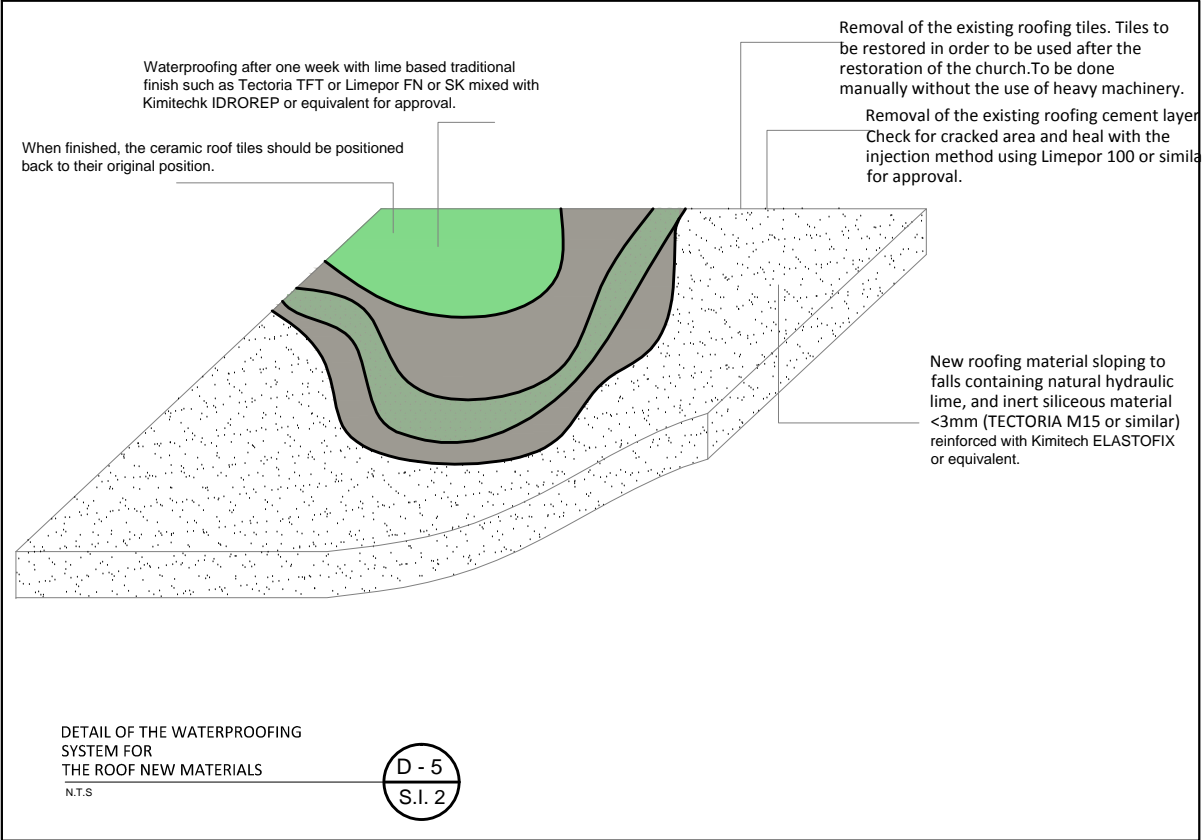 Removal of the existing roofing tiles. Tiles to
be restored in order to be used after the
restoration of the church.To be done
manually without the use of heavy machinery.
Waterproofing after one week with lime based traditional
finish such as Tectoria TFT or Limepor FN or SK mixed with
Kimitechk IDROREP or equivalent for approval.
Removal of the existing roofing cement layer
Check for cracked area and heal with the
injection method using Limepor 100 or simila
for approval.
When finished, the ceramic roof tiles should be positioned
back to their original position.
New roofing material sloping to
falls containing natural hydraulic
lime, and inert siliceous material
<3mm (TECTORIA M15 or similar)
reinforced with Kimitech ELASTOFIX
or equivalent.
DETAIL OF THE WATERPROOFING
SYSTEM FOR
THE ROOF NEW MATERIALS
N.T.S
D - 5
S.I. 2